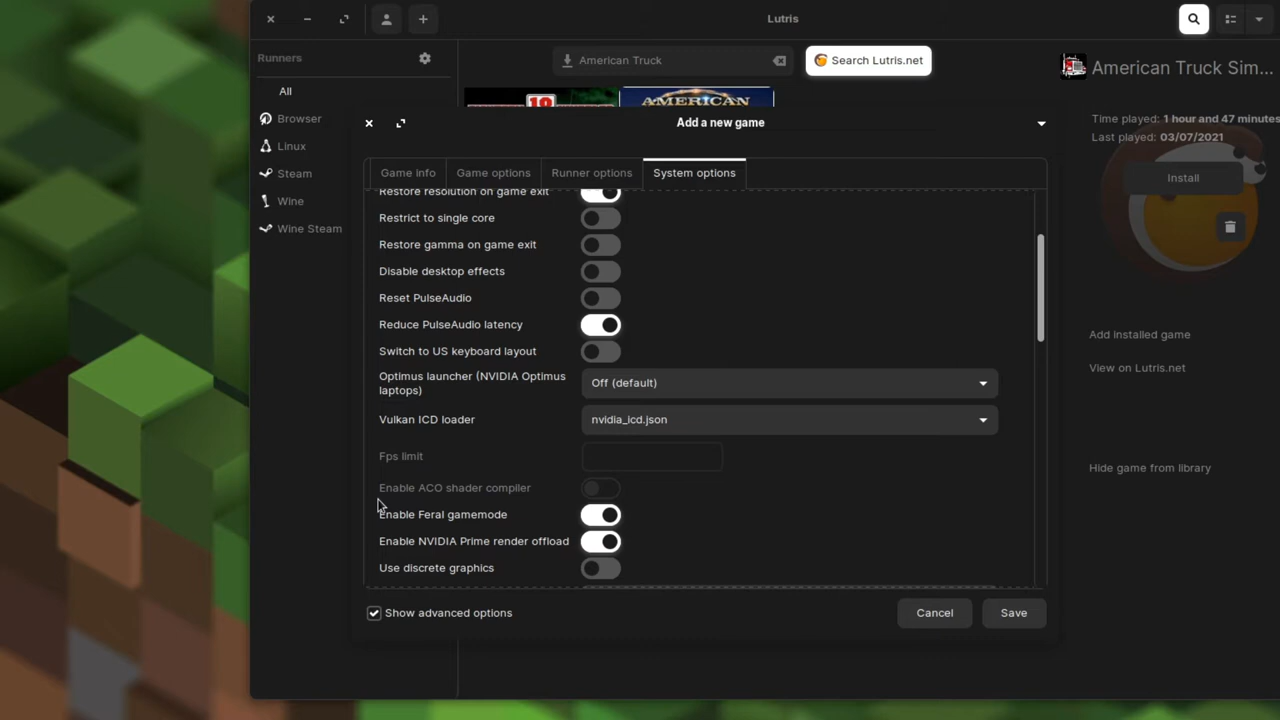 Lutris
Runners
All
Browser
Linux
Steam
Wine
Wine Steam
American Truck
Search Lutris.net
10
AMERICAN
Add a new game
Game info
Game options
Runner options
System options
Restore resolution on game exit
Restrict to single core
Restore gamma on game exit
Disable desktop effects
Reset PulseAudio
Reduce PulseAudio latency
Switch to US keyboard layout
Optimus launcher (NVIDIA Optimus
laptops)
Off (default)
Vulkan ICD loader
nvidia_icd.json
Fps limit
Enable ACO shader compiler
Enable Feral gamemode
Enable NVIDIA Prime render offload
Use discrete graphics
Show advanced options
Cancel
Save
American Truck Sim...
Time played: 1 hour and 47 minutes
Last played: 03/07/2021
Install
Add installed game
View on Lutris.net
Hide game from library